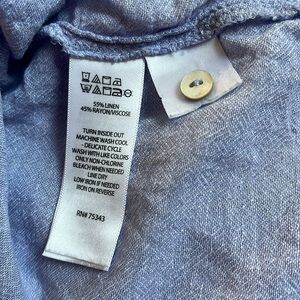 55% LINEN
45% RAYON/VISCOSE
TURN INSIDE OUT
MACHINE WASH COOL
- DELICATE CYCLE
WASH WITH LIKE COLORS
ONLY NON-CHLORINE
BLEACH WHEN NEEDED
LINE DRY
LOW IRON IF NEEDED
IRON ON REVERSE
RN# 75343